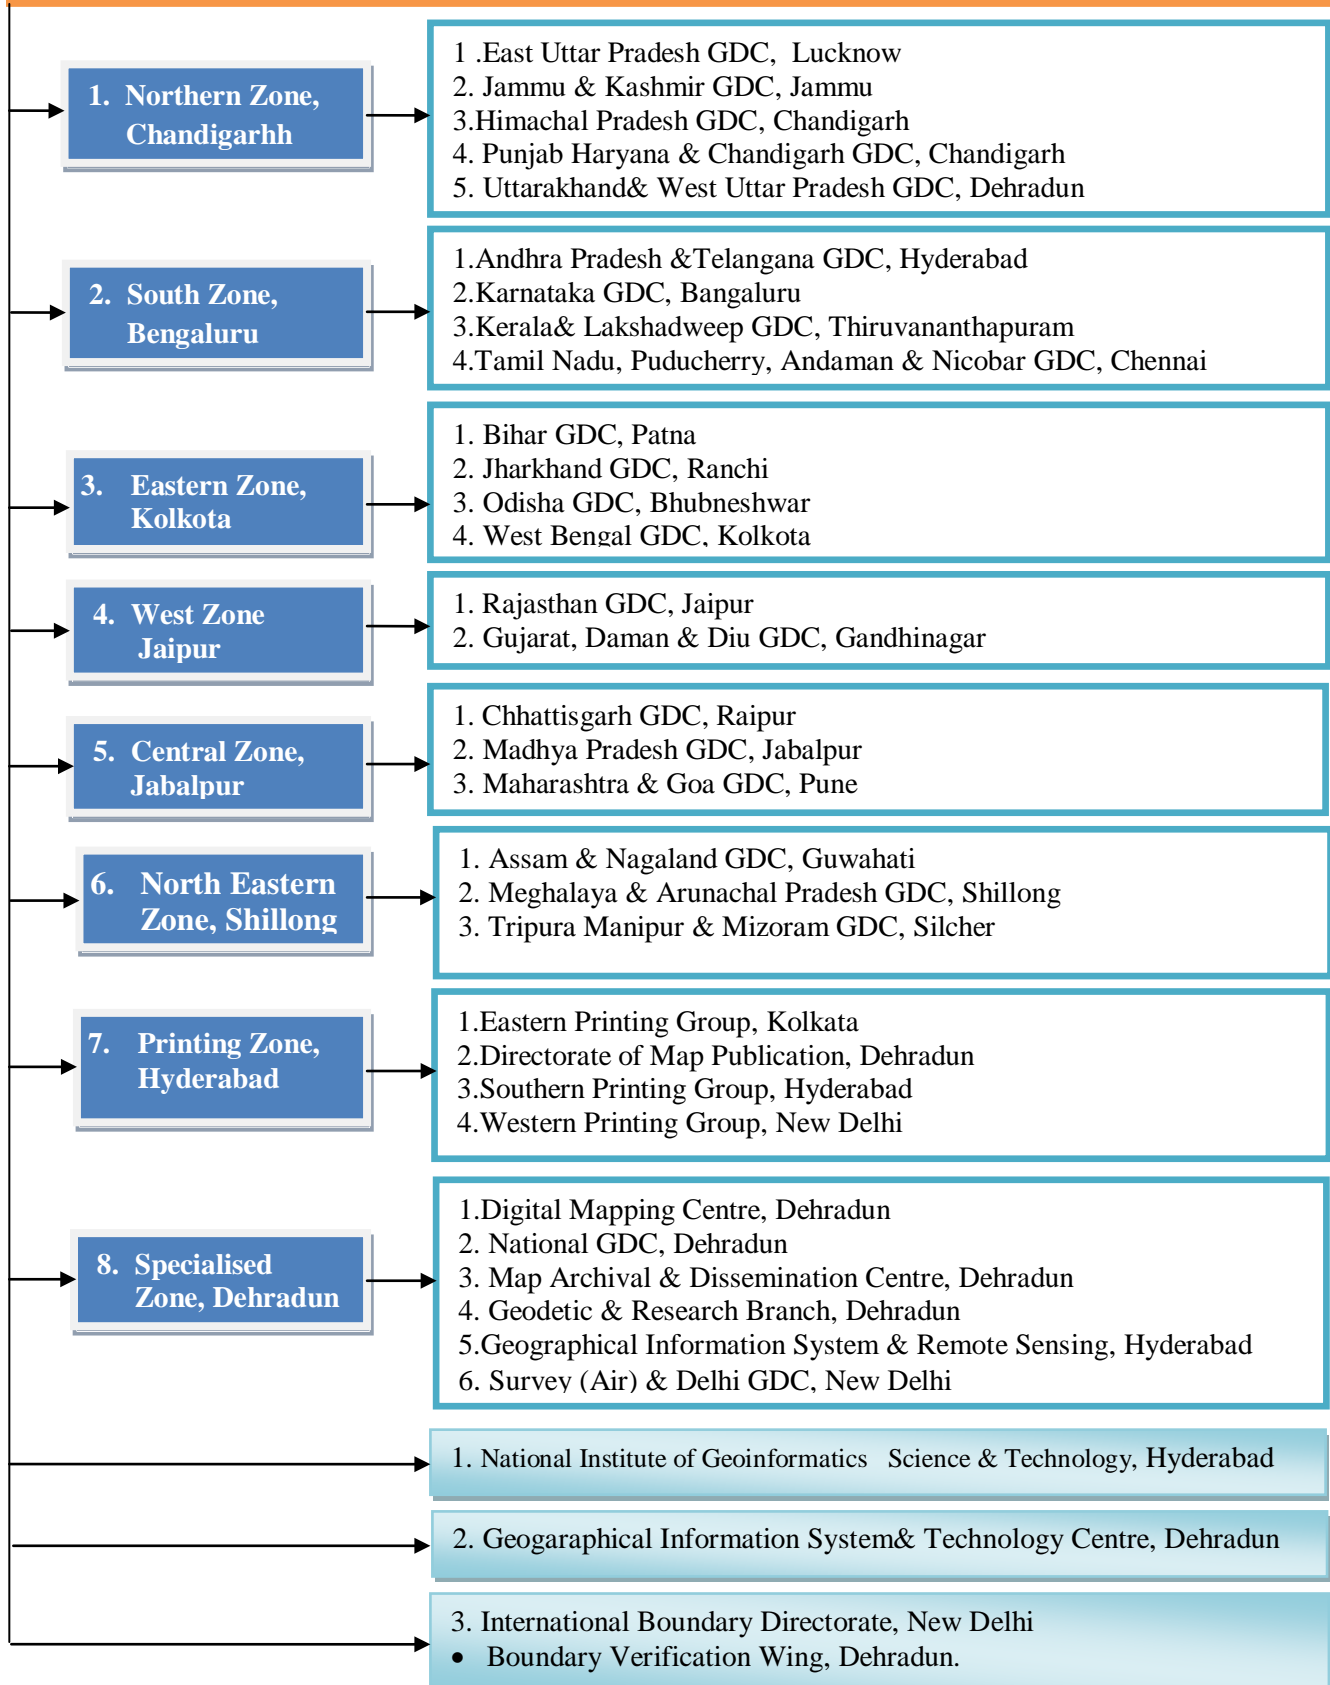 1. Northern Zone,
Chandigarhh
1 .East Uttar Pradesh GDC, Lucknow
2. Jammu & Kashmir GDC, Jammu
3.Himachal Pradesh GDC, Chandigarh
4. Punjab Haryana & Chandigarh GDC, Chandigarh
5. Uttarakhand& West Uttar Pradesh GDC, Dehradun
2. South Zone,
Bengaluru
1.Andhra Pradesh &Telangana GDC, Hyderabad
2.Karnataka GDC, Bangaluru
3.Kerala& Lakshadweep GDC, Thiruvananthapuram
4.Tamil Nadu, Puducherry, Andaman & Nicobar GDC, Chennai
3. Eastern Zone,
Kolkota
1. Bihar GDC, Patna
2. Jharkhand GDC, Ranchi
3. Odisha GDC, Bhubneshwar
4. West Bengal GDC, Kolkota
4. West Zone
Jaipur
1. Rajasthan GDC, Jaipur
2. Gujarat, Daman & Diu GDC, Gandhinagar
5. Central Zone,
Jabalpur
1. Chhattisgarh GDC, Raipur
2. Madhya Pradesh GDC, Jabalpur
3. Maharashtra & Goa GDC, Pune
6. North Eastern
Zone, Shillong
1. Assam & Nagaland GDC, Guwahati
2. Meghalaya & Arunachal Pradesh GDC, Shillong
3. Tripura Manipur & Mizoram GDC, Silcher
7. Printing Zone,
Hyderabad
1.Eastern Printing Group, Kolkata
2.Directorate of Map Publication, Dehradun
3.Southern Printing Group, Hyderabad
4.Western Printing Group, New Delhi
8. Specialised
Zone, Dehradun
1.Digital Mapping Centre, Dehradun
2. National GDC, Dehradun
3. Map Archival & Dissemination Centre, Dehradun
4. Geodetic & Research Branch, Dehradun
5.Geographical Information System & Remote Sensing, Hyderabad
6. Survey (Air) & Delhi GDC, New Delhi
1. National Institute of Geoinformatics Science & Technology, Hyderabad
2. Geogaraphical Information System& Technology Centre, Dehradun
3. International Boundary Directorate, New Delhi
• Boundary Verification Wing, Dehradun.